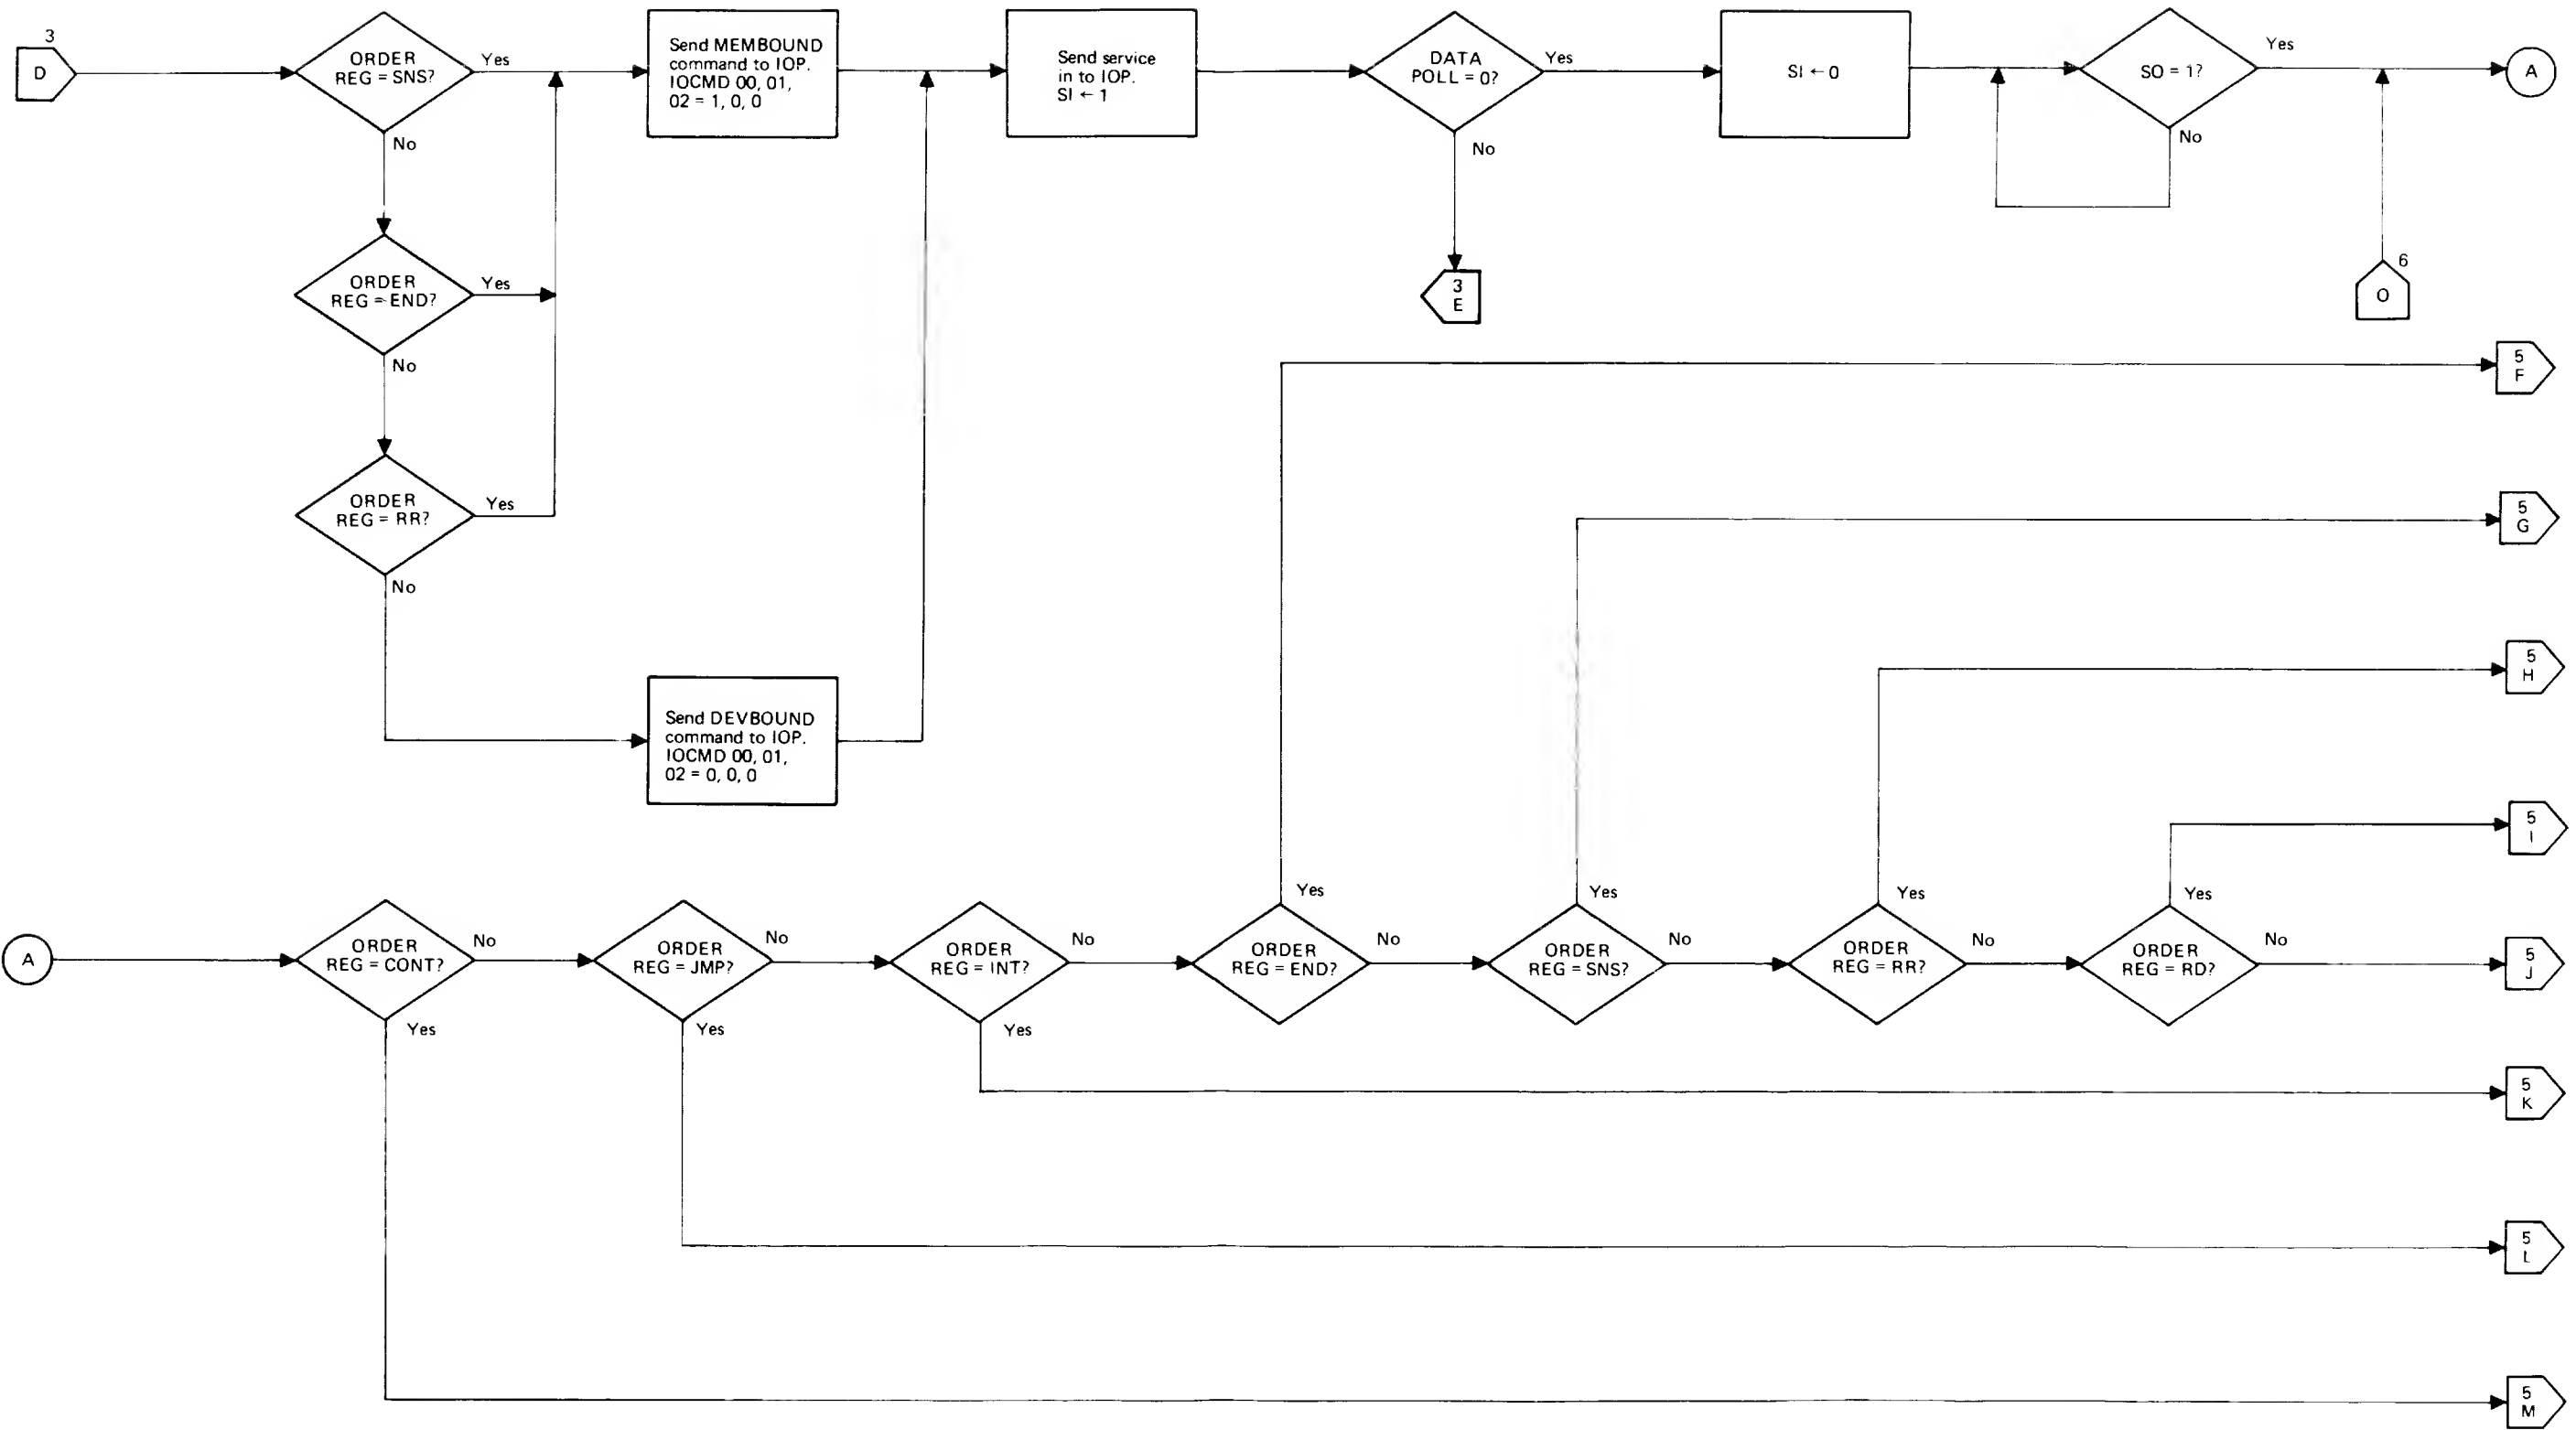 3
D
ORDER
REG = SNS?
Yes
No
Send MEMBOUND
command to IOP.
IOCMD 00, 01,
02 = 1, 0, 0
Send service
in to IOP.
SI ← 1
DATA
POLL = 0?
Yes
No
SI ← 0
SO = 1?
Yes
No
A
ORDER
REG = END?
Yes
No
3
E
6
O
5
F
ORDER
REG = RR?
Yes
No
5
G
5
H
Send DEVBOUND
command to IOP.
IOCMD 00, 01,
02 = 0, 0, 0
5
I
A
ORDER
REG = CONT?
No
Yes
ORDER
REG = JMP?
No
Yes
ORDER
REG = INT?
No
Yes
ORDER
REG = END?
Yes
No
ORDER
REG = SNS?
Yes
No
ORDER
REG = RR?
Yes
No
ORDER
REG = RD?
Yes
No
5
J
5
K
5
L
5
M